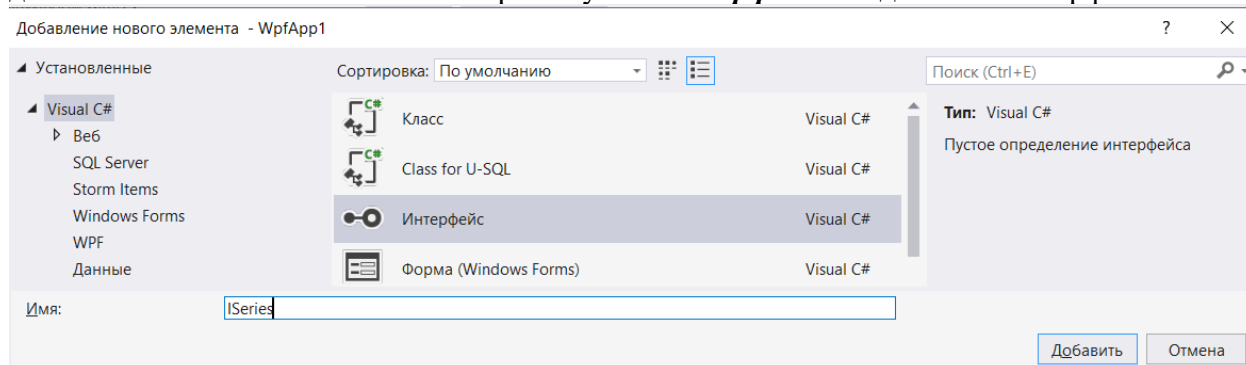 Добавление нового элемента - WpfApp1
?
Установленные
Сортировка: По умолчанию
Поиск (Ctrl+E)
Visual C#
Веб
SQL Server
Storm Items
Windows Forms
WPF
Данные
C# Класс Visual C#
C# Class for U-SQL Visual C#
Интерфейс Visual C#
Форма (Windows Forms) Visual C#
Тип: Visual C#
Пустое определение интерфейса
Имя: ISeries
Добавить Отмена